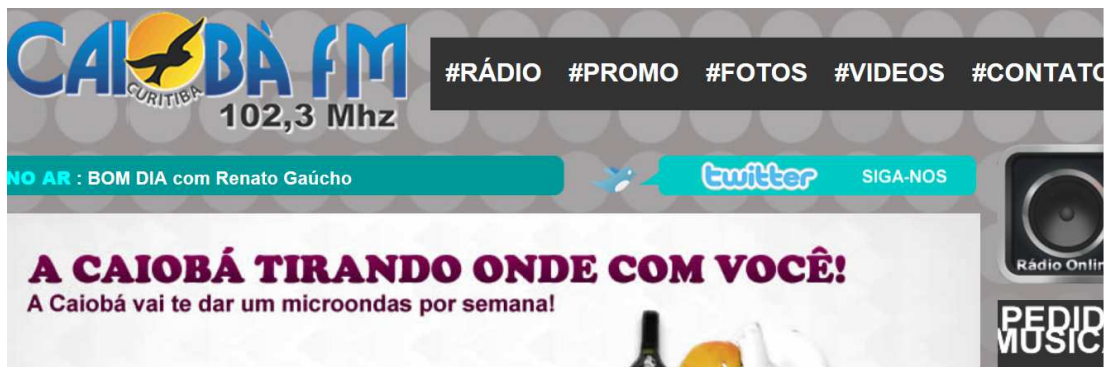 CAIOBÁ FM
CURITIBA
102,3 Mhz
#RÁDIO #PROMO #FOTOS #VIDEOS
NO AR : BOM DIA com Renato Gaúcho
twitter SIGA-NOS
A CAIOBÁ TIRANDO ONDE COM VOCÊ!
A Caiobá vai te dar um microondas por semana!
Rádio